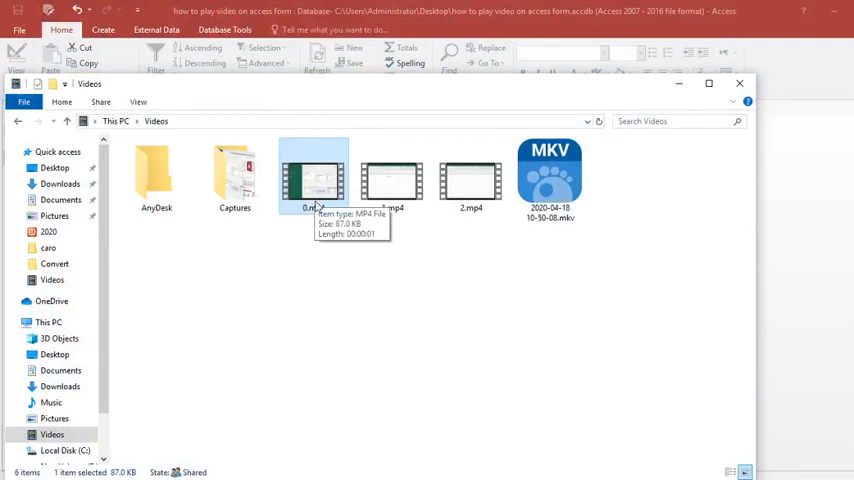 how to play video on access form : Database- C:\Users\Administrator\Desktop\how to play video on access form.accdb (Access 2007 - 2016 file format) - Access
File Home Create External Data Database Tools Tell me what you want to do
Cut Ascending Selection New Totals Replace
Copy Descending Advanced Save Spelling Go To
View Refresh Find
Videos
File Home Share View
This PC Videos Search Videos
Quick access
Desktop
Downloads
Documents
Pictures
2020
caro
Convert
Videos
OneDrive
This PC
3D Objects
Desktop
Documents
Downloads
Music
Pictures
Videos
Local Disk (C:)
MKV
AnyDesk Captures 0.mp4 1.mp4 2.mp4 2020-04-18
10-50-08.mkv
Item type: MP4 File
Size: 87.0 KB
Length: 00:00:01
6 items 1 item selected 87.0 KB State: Shared